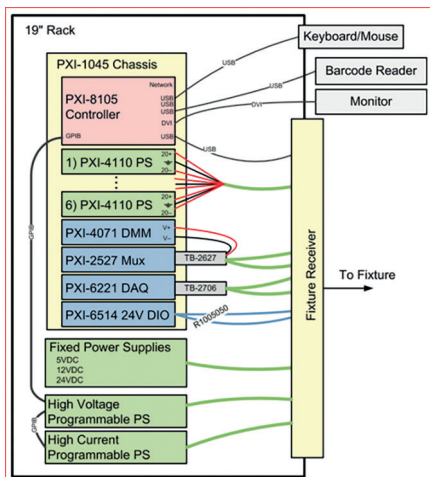 19" Rack
Keyboard/Mouse
Barcode Reader
Monitor
PXI-1045 Chassis
PXI-8105
Controller
Network
USB
USB
USB
DVI
GPIB
USB
USB
USB
DVI
USB
1) PXI-4110 PS
20+
20-
6) PXI-4110 PS
20+
20-
PXI-4071 DMM
V+
V-
PXI-2527 Mux
TB-2627
PXI-6221 DAQ
TB-2706
PXI-6514 24V DIO
R1005050
GPIB
Fixture Receiver
To Fixture
Fixed Power Supplies
5VDC
12VDC
24VDC
High Voltage
Programmable PS
GPIB
High Current
Programmable PS